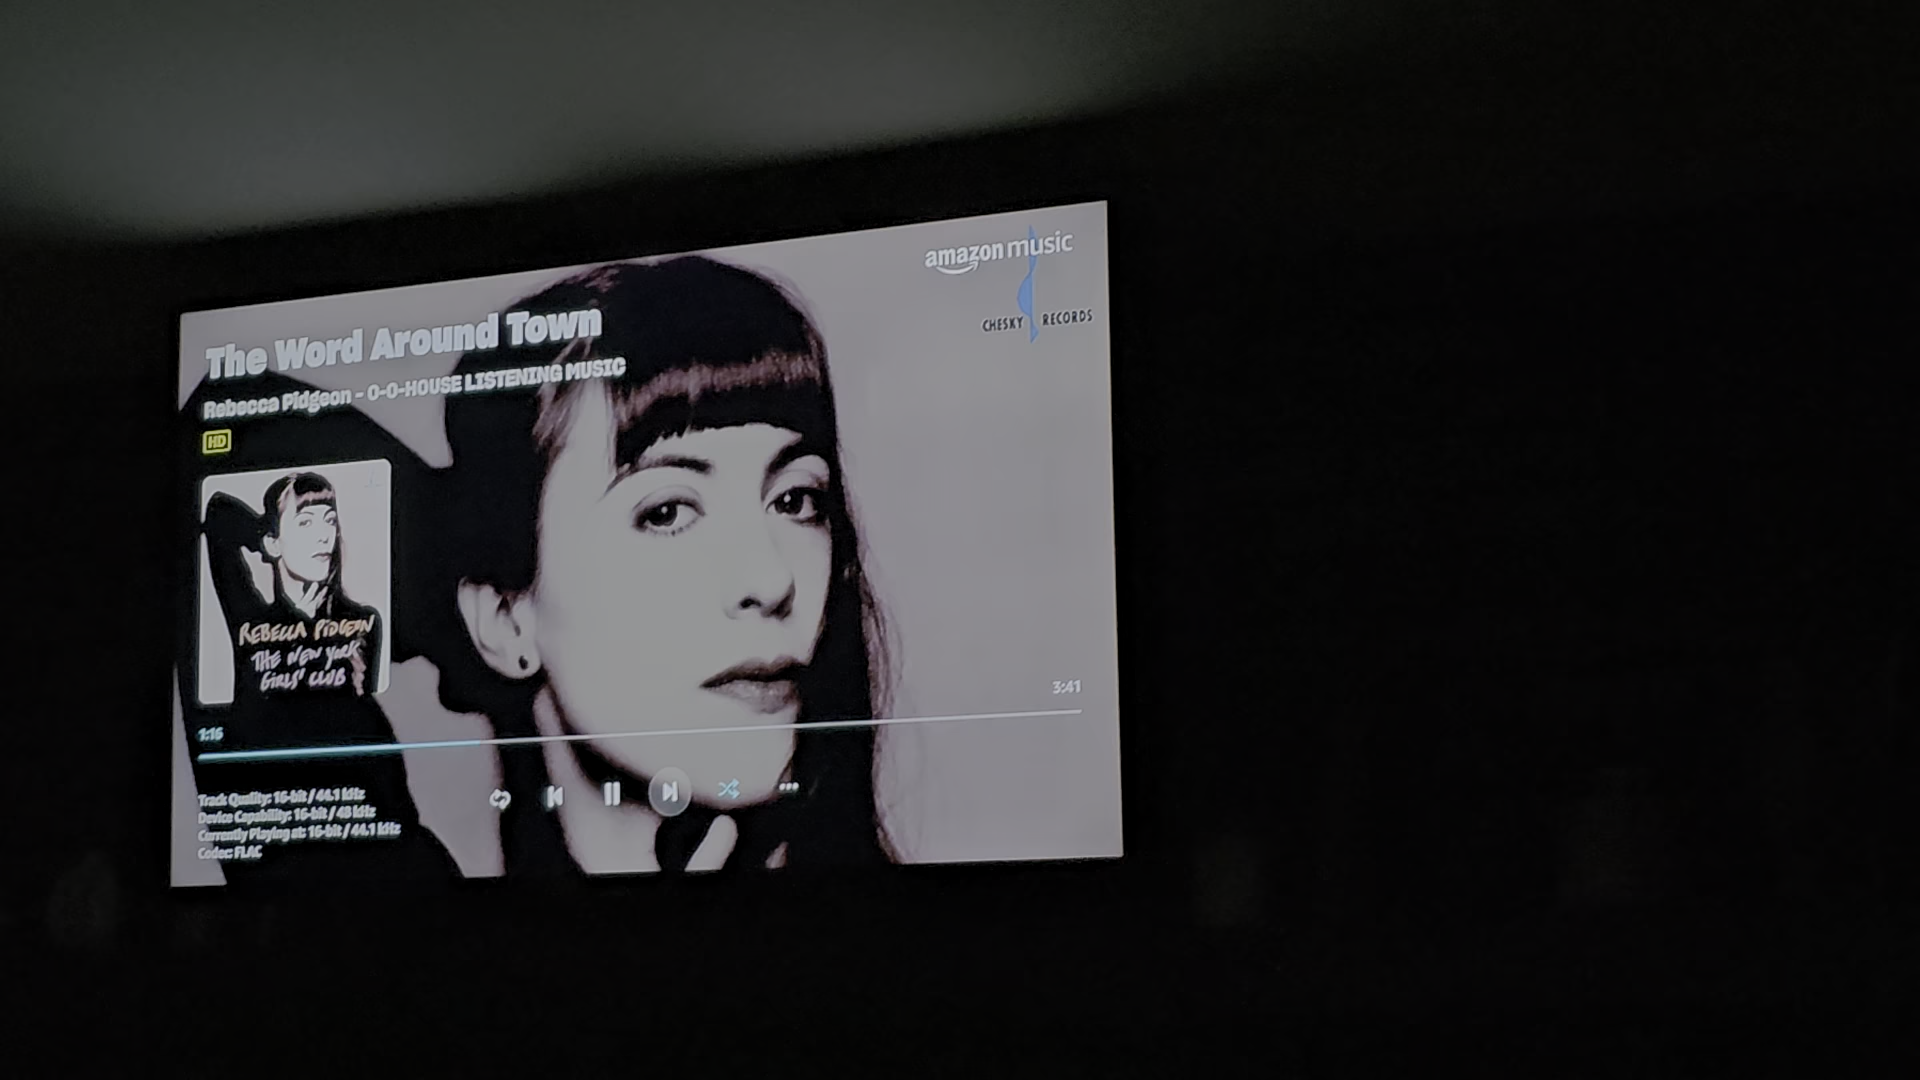 amazon music
CHESKY RECORDS
The Word Around Town
Rebecca Pidgeon - 0-0-HOUSE LISTENING MUSIC
HD
REBECCA PIDGEON
THE NEW YORK
GIRLS' CLUB
1:16
3:41
Track Quality: 16-bit / 44.1 kHz
Device Capability: 16-bit / 48 kHz
Currently Playing at: 16-bit / 44.1 kHz
Codec: FLAC